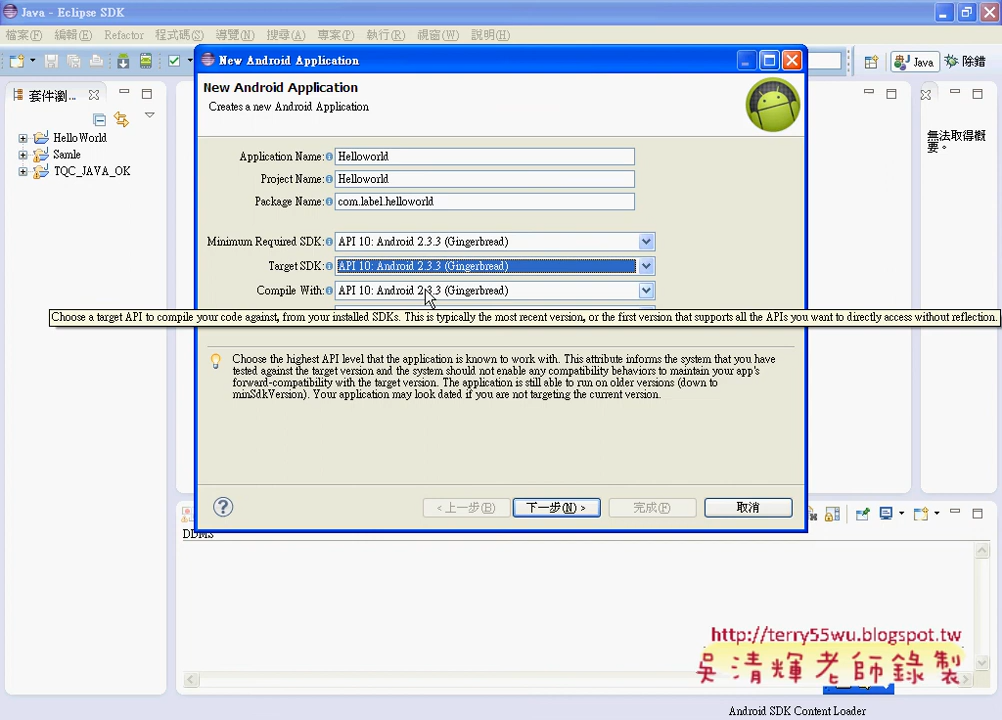 Java - Eclipse SDK
檔案(F) 編輯(E) Refactor 程式碼(S) 導覽(N) 搜尋(A) 專案(P) 執行(R) 視窗(W) 說明(H)
New Android Application
Java 除錯
New Android Application
Creates a new Android Application
套件瀏...
HelloWorld
Samle
TQC_JAVA_OK
無法取得概
要。
Application Name: Helloworld
Project Name: Helloworld
Package Name: com.label.helloworld
Minimum Required SDK: API 10: Android 2.3.3 (Gingerbread)
Target SDK: API 10: Android 2.3.3 (Gingerbread)
Compile With: API 10: Android 2.3.3 (Gingerbread)
Choose a target API to compile your code against, from your installed SDKs. This is typically the most recent version, or the first version that supports all the APIs you want to directly access without reflection.
Choose the highest API level that the application is known to work with. This attribute informs the system that you have
tested against the target version and the system should not enable any compatibility behaviors to maintain your app's
forward-compatibility with the target version. The application is still able to run on older versions (down to
minSdkVersion). Your application may look dated if you are not targeting the current version.
< 上一步(B) 下一步(N) > 完成(F) 取消
DDMS
http://terry55wu.blogspot.tw
吳清輝老師錄製
Android SDK Content Loader